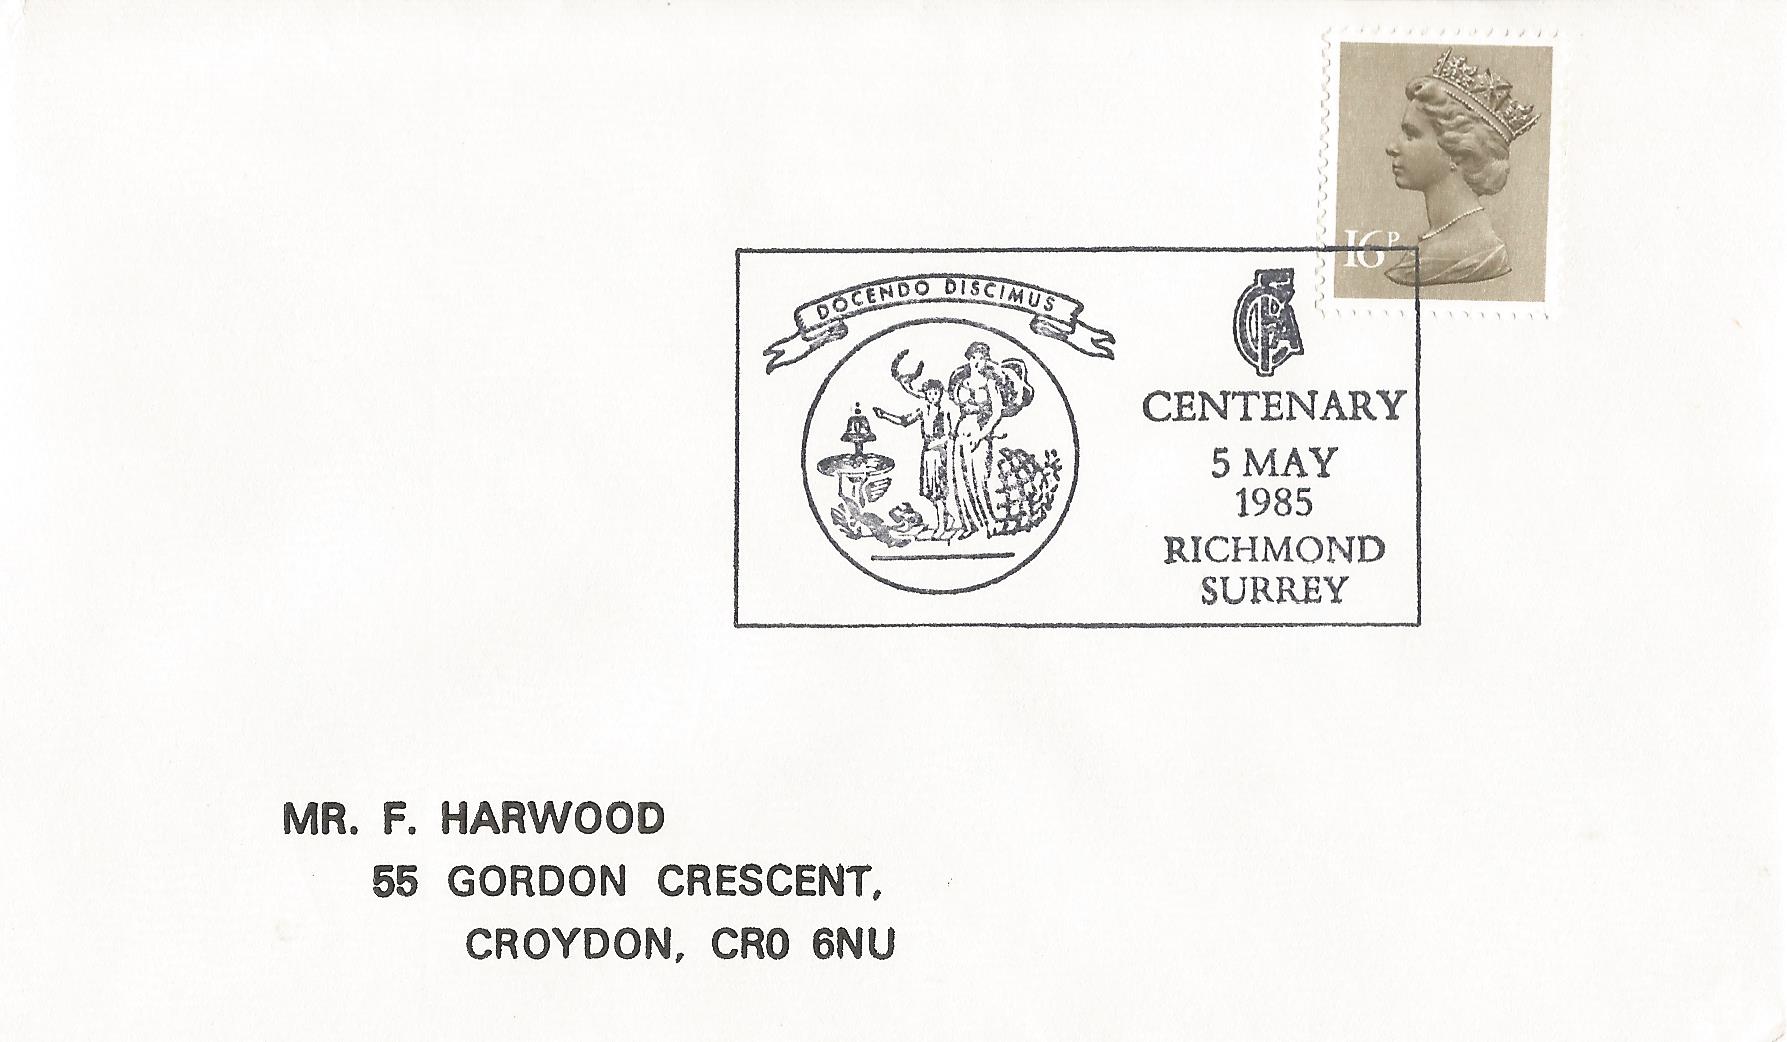 16P
DOCENDO DISCIMUS
CENTENARY
5 MAY
1985
RICHMOND
SURREY
MR. F. HARWOOD
55 GORDON CRESCENT,
CROYDON, CR0 6NU